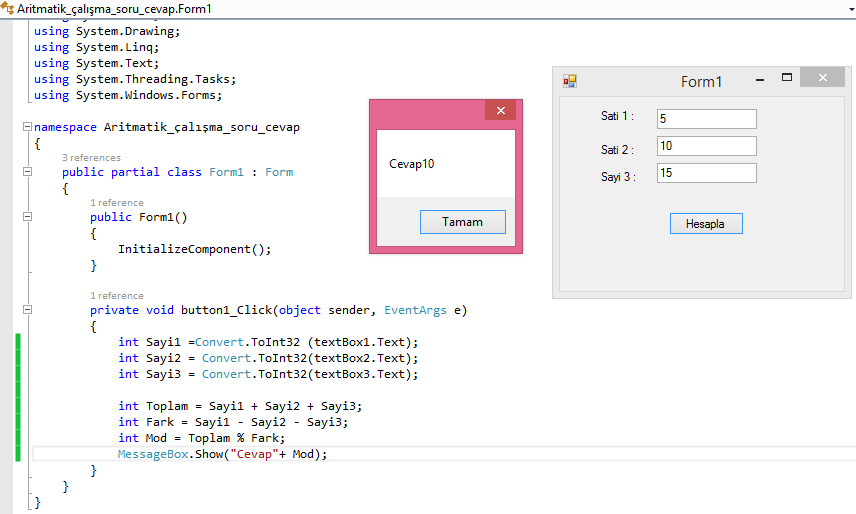 Aritmatik_çalışma_soru_cevap.Form1
using System.Drawing;
using System.Linq;
using System.Text;
using System.Threading.Tasks;
using System.Windows.Forms;
namespace Aritmatik_çalışma_soru_cevap
{
3 references
public partial class Form1 : Form
{
1 reference
public Form1()
{
InitializeComponent();
}
1 reference
private void button1_Click(object sender, EventArgs e)
{
int Sayi1 =Convert.ToInt32 (textBox1.Text);
int Sayi2 = Convert.ToInt32(textBox2.Text);
int Sayi3 = Convert.ToInt32(textBox3.Text);
int Toplam = Sayi1 + Sayi2 + Sayi3;
int Fark = Sayi1 - Sayi2 - Sayi3;
int Mod = Toplam % Fark;
MessageBox.Show("Cevap"+ Mod);
}
}
}
Cevap10
Tamam
Form1
Sati 1 : 5
Sati 2 : 10
Sayi 3 : 15
Hesapla